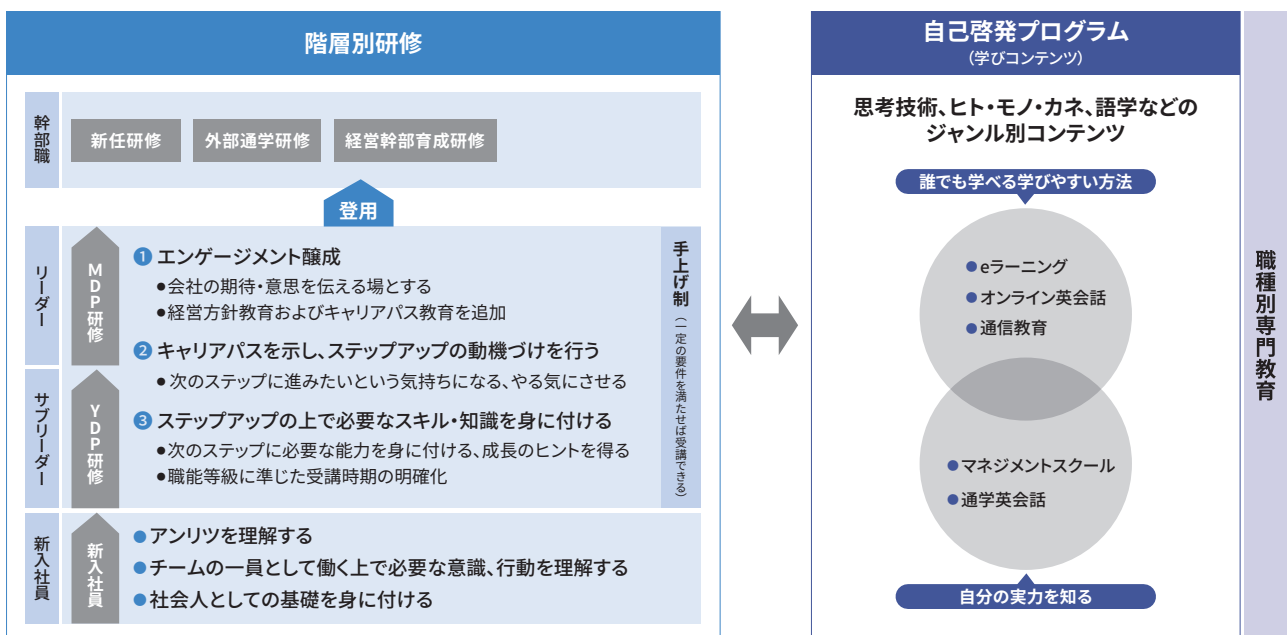 階層別研修
幹部職
新任研修
外部通学研修
経営幹部育成研修
登用
リーダー
MDP研修
サブリーダー
YDP研修
❶エンゲージメント醸成
●会社の期待・意思を伝える場とする
●経営方針教育およびキャリアパス教育を追加
❷キャリアパスを示し、ステップアップの動機づけを行う
●次のステップに進みたいという気持ちになる、やる気にさせる
❸ステップアップの上で必要なスキル・知識を身に付ける
●次のステップに必要な能力を身に付ける、成長のヒントを得る
●職能等級に準じた受講時期の明確化
手上げ制（一定の要件を満たせば受講できる）
新入社員
新入社員
●アンリツを理解する
●チームの一員として働く上で必要な意識、行動を理解する
●社会人としての基礎を身に付ける
自己啓発プログラム
（学びコンテンツ）
思考技術、ヒト・モノ・カネ、語学などの
ジャンル別コンテンツ
誰でも学べる学びやすい方法
●eラーニング
●オンライン英会話
●通信教育
●マネジメントスクール
●通学英会話
自分の実力を知る
職種別専門教育